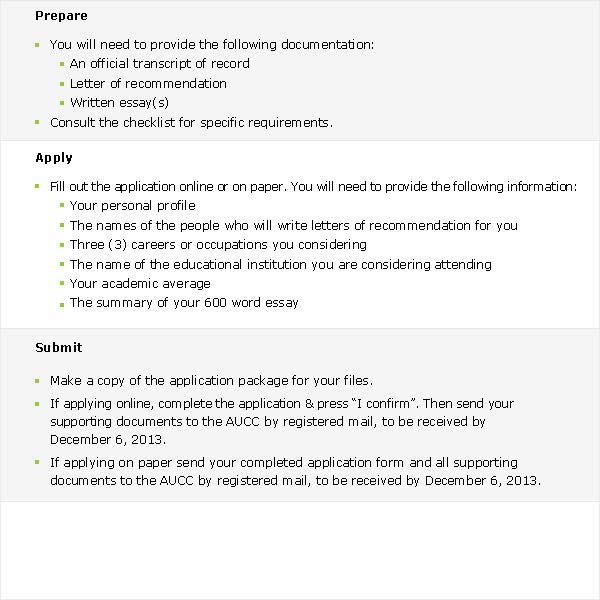 Prepare
You will need to provide the following documentation:
An official transcript of record
Letter of recommendation
Written essay(s)
Consult the checklist for specific requirements.
Apply
Fill out the application online or on paper. You will need to provide the following information:
Your personal profile
The names of the people who will write letters of recommendation for you
Three (3) careers or occupations you considering
The name of the educational institution you are considering attending
Your academic average
The summary of your 600 word essay
Submit
Make a copy of the application package for your files.
If applying online, complete the application & press “I confirm”. Then send your
supporting documents to the AUCC by registered mail, to be received by
December 6, 2013.
If applying on paper send your completed application form and all supporting
documents to the AUCC by registered mail, to be received by December 6, 2013.